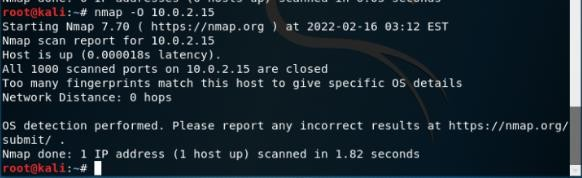 root@kali:~# nmap -O 10.0.2.15
Starting Nmap 7.70 ( https://nmap.org ) at 2022-02-16 03:12 EST
Nmap scan report for 10.0.2.15
Host is up (0.000018s latency).
All 1000 scanned ports on 10.0.2.15 are closed
Too many fingerprints match this host to give specific OS details
Network Distance: 0 hops
OS detection performed. Please report any incorrect results at https://nmap.org/
submit/ .
Nmap done: 1 IP address (1 host up) scanned in 1.82 seconds
root@kali:~#